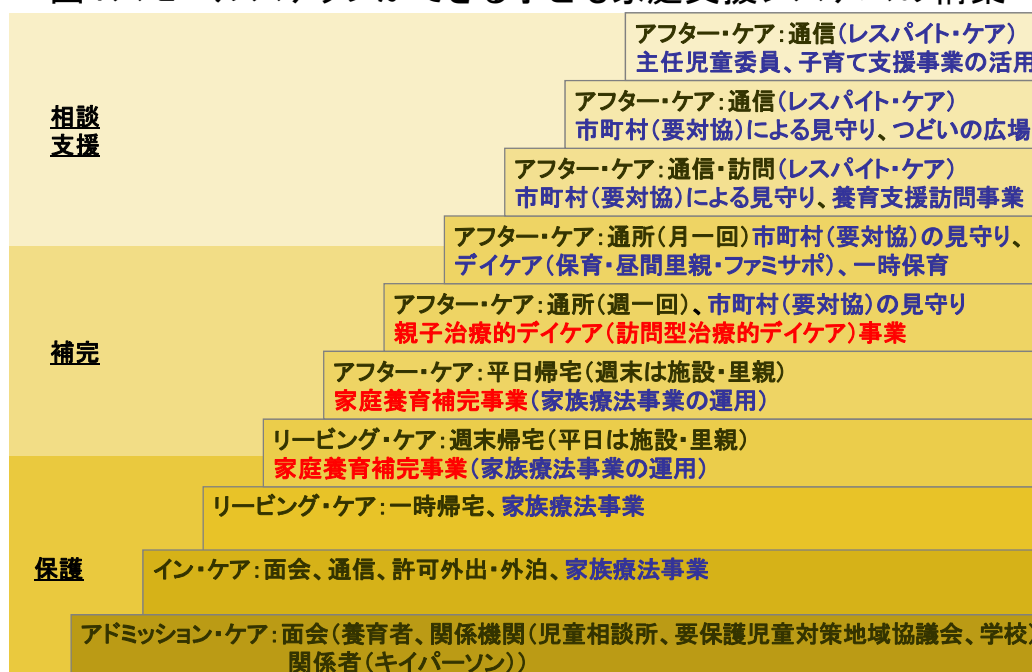 アフター・ケア：通信（レスパイト・ケア）
主任児童委員、子育て支援事業の活用
相談
支援
アフター・ケア：通信（レスパイト・ケア）
市町村（要対協）による見守り、つどいの広場
アフター・ケア：通信・訪問（レスパイト・ケア）
市町村（要対協）による見守り、養育支援訪問事業
アフター・ケア：通所（月一回）市町村（要対協）の見守り、
デイケア（保育・昼間里親・ファミサポ）、一時保育
補完
アフター・ケア：通所（週一回）、市町村（要対協）の見守り
親子治療的デイケア（訪問型治療的デイケア）事業
アフター・ケア：平日帰宅（週末は施設・里親）
家庭養育補完事業（家族療法事業の運用）
リービング・ケア：週末帰宅（平日は施設・里親）
家庭養育補完事業（家族療法事業の運用）
リービング・ケア：一時帰宅、家族療法事業
保護
イン・ケア：面会、通信、許可外出・外泊、家族療法事業
アドミッション・ケア：面会（養育者、関係機関（児童相談所、要保護児童対策地域協議会、学校）
関係者（キイパーソン））